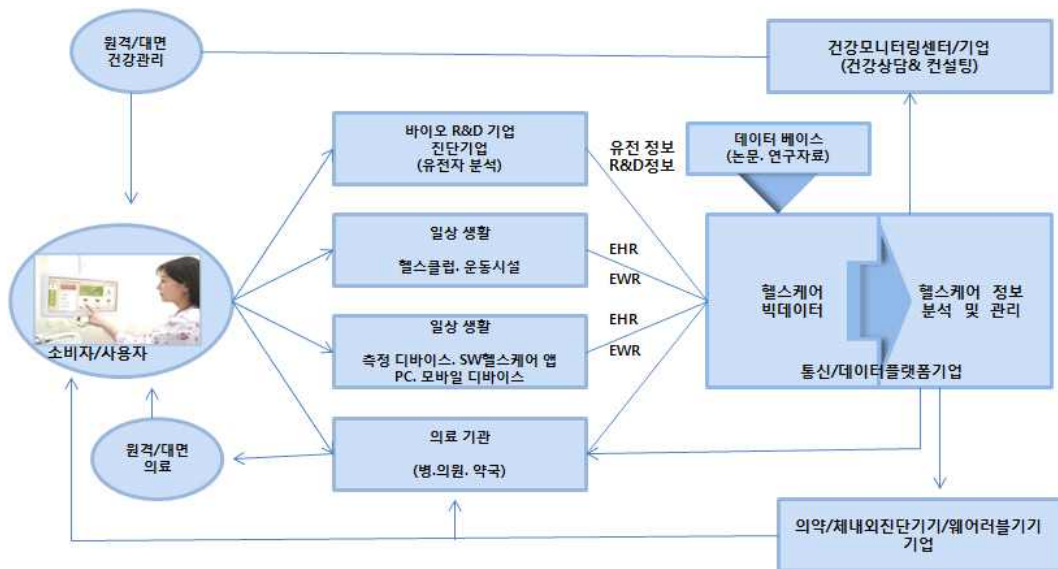 원격/대면
건강관리
건강모니터링센터/기업
(건강상담& 컨설팅)
바이오 R&D 기업
진단기업
(유전자 분석)
유전 정보
R&D정보
데이터 베이스
(논문. 연구자료)
일상 생활
헬스클럽. 운동시설
EHR
EWR
일상 생활
측정 디바이스. SW헬스케어 앱
PC. 모바일 디바이스
EHR
EWR
헬스케어
빅데이터
헬스케어 정보
분석 및 관리
통신/데이터플랫폼기업
소비자/사용자
원격/대면
의료
의료 기관
(병.의원. 약국)
의약/체내외진단기기/웨어러블기기
기업